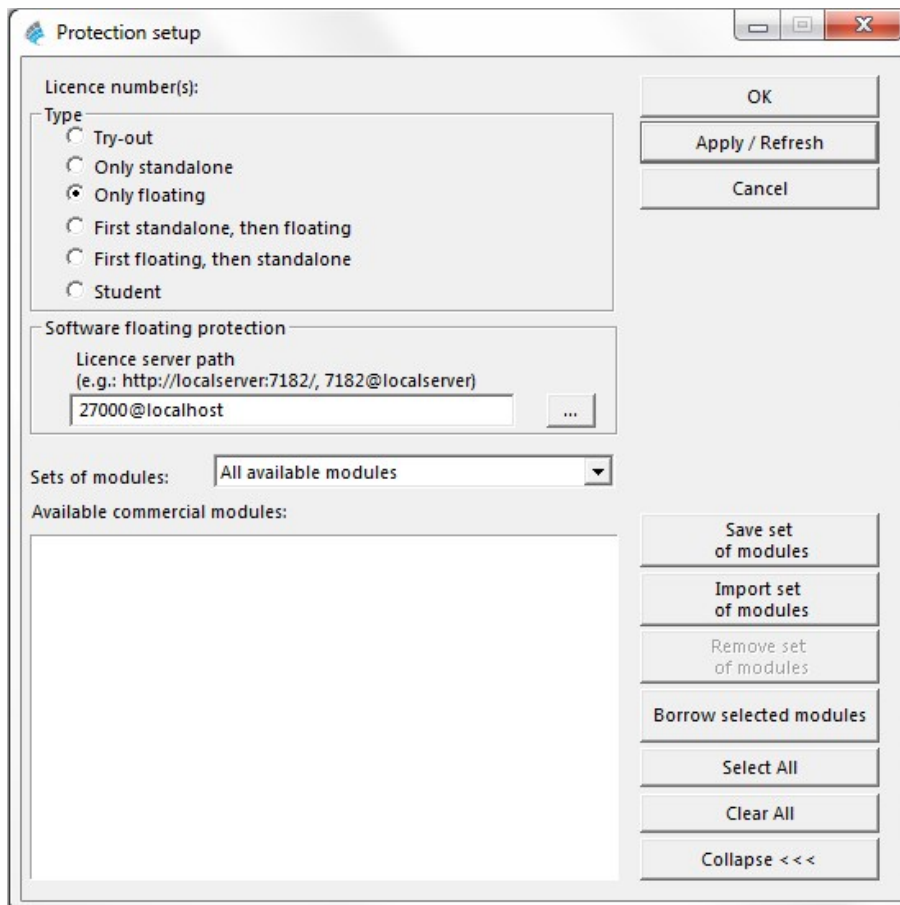 Protection setup
Licence number(s):
OK
Type
Try-out
Apply / Refresh
Only standalone
Only floating
Cancel
First standalone, then floating
First floating, then standalone
Student
Software floating protection
Licence server path
(e.g.: http://localserver:7182/, 7182@localserver)
27000@localhost
...
Sets of modules:
All available modules
Available commercial modules:
Save set
of modules
Import set
of modules
Remove set
of modules
Borrow selected modules
Select All
Clear All
Collapse < < <